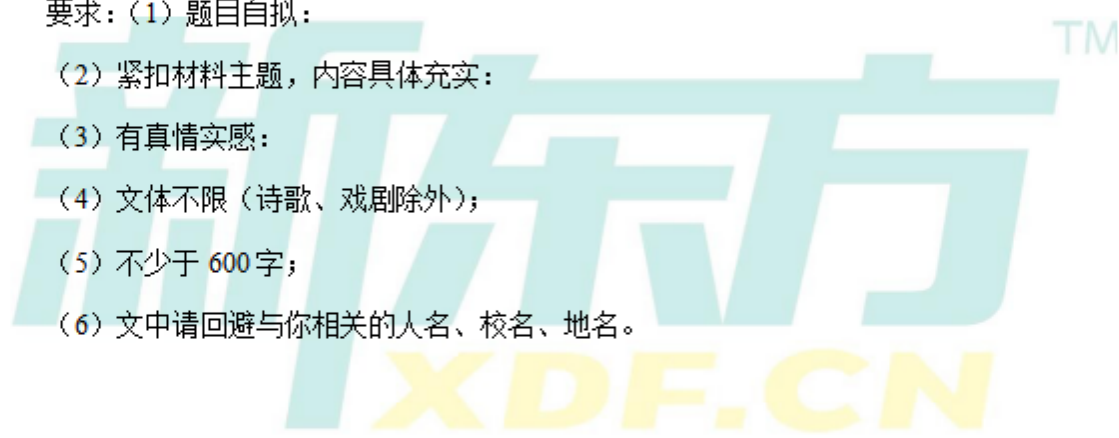 要求：（1）题目自拟：
（2）紧扣材料主题，内容具体充实：
（3）有真情实感：
（4）文体不限（诗歌、戏剧除外）；
（5）不少于 600 字；
（6）文中请回避与你相关的人名、校名、地名。
新东方 TM
XDF.CN